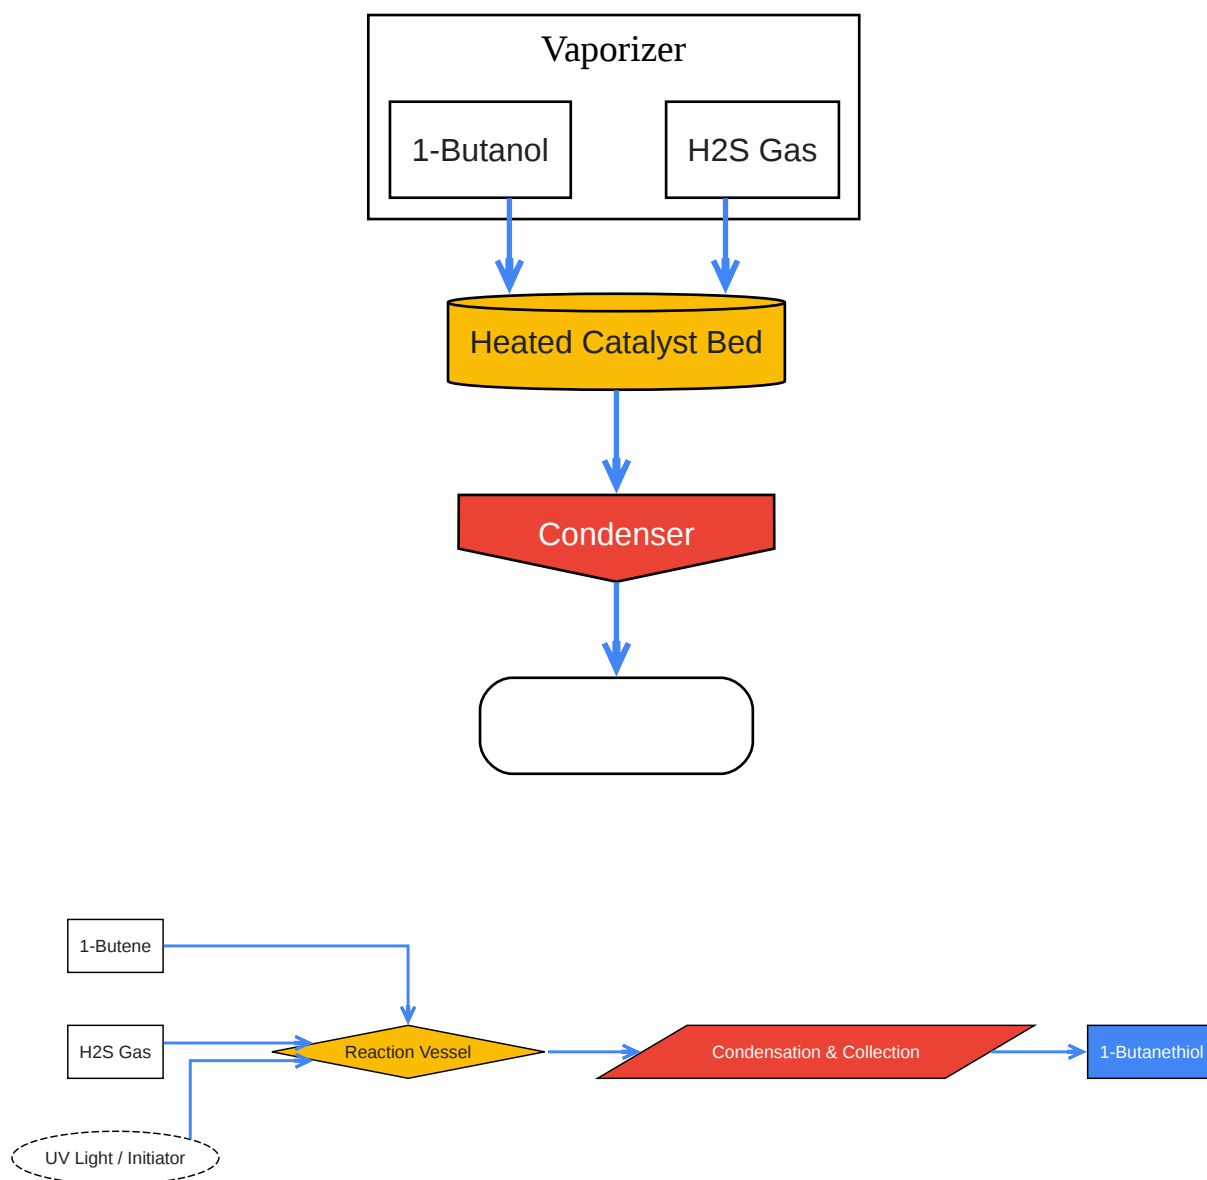 Vaporizer
1-Butanol
H2S Gas
Heated Catalyst Bed
Condenser
1-Butene
H2S Gas
Reaction Vessel
Condensation & Collection
1-Butanethiol
UV Light / Initiator